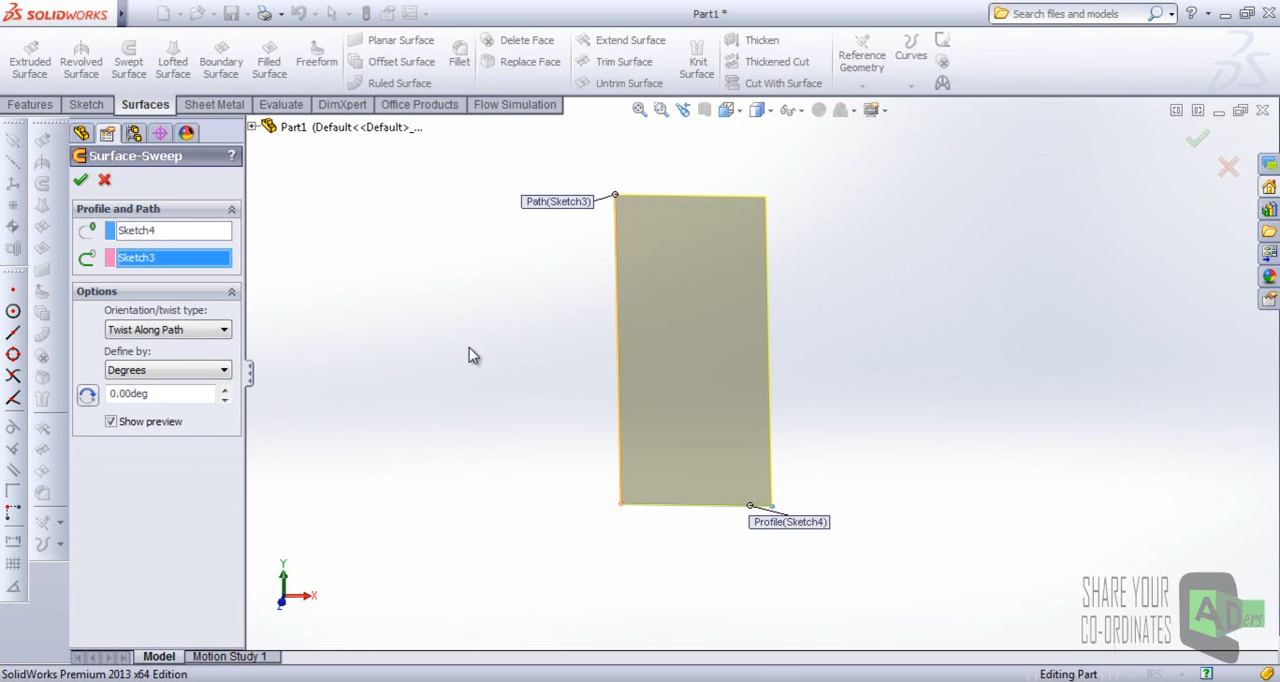 SOLIDWORKS
Part1 *
Search files and models
Extruded Surface
Revolved Surface
Swept Surface
Lofted Surface
Boundary Surface
Filled Surface
Freeform
Planar Surface
Offset Surface
Ruled Surface
Fillet
Delete Face
Replace Face
Extend Surface
Trim Surface
Untrim Surface
Knit Surface
Thicken
Thickened Cut
Cut With Surface
Reference Geometry
Curves
Features
Sketch
Surfaces
Sheet Metal
Evaluate
DimXpert
Office Products
Flow Simulation
Part1 (Default<<Default>_...
Surface-Sweep
?
Profile and Path
Sketch4
Sketch3
Options
Orientation/twist type:
Twist Along Path
Define by:
Degrees
0.00deg
Show preview
Path(Sketch3)
Profile(Sketch4)
Y
X
Z
SHARE YOUR
CO-ORDINATES
ADers
Model
Motion Study 1
SolidWorks Premium 2013 x64 Edition
Editing Part
IPS